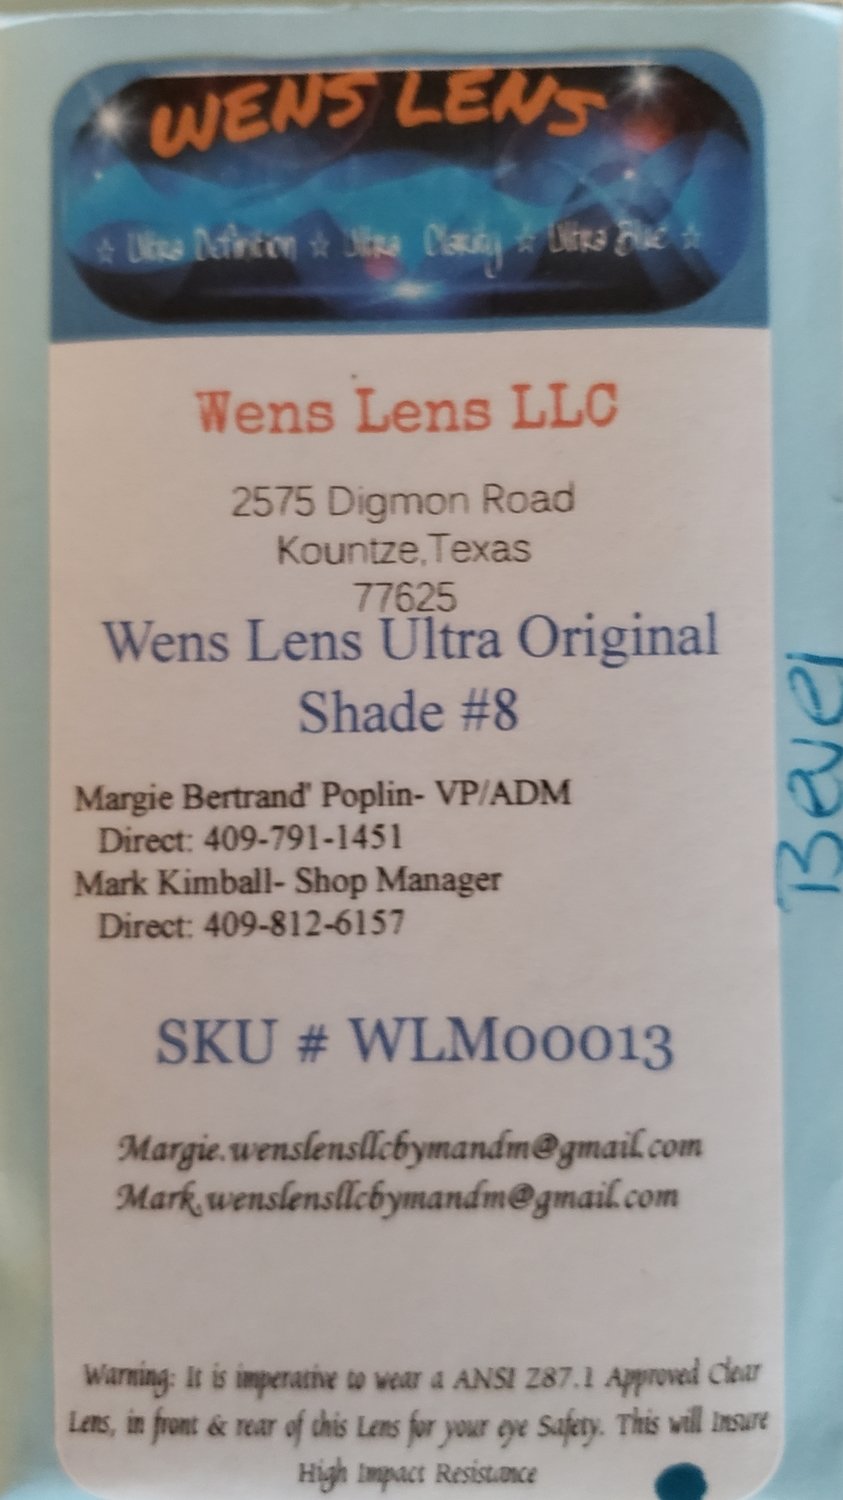 WENS LENS
☆ Ultra Definition ☆ Ultra Clarity ☆ Ultra Blue ☆
Wens Lens LLC
2575 Digmon Road
Kountze,Texas
77625
Wens Lens Ultra Original
Shade #8
Margie Bertrand' Poplin- VP/ADM
Direct: 409-791-1451
Mark Kimball- Shop Manager
Direct: 409-812-6157
SKU # WLM00013
Margie.wenslensllcbymandm@gmail.com
Mark.wenslensllcbymandm@gmail.com
Warning: It is imperative to wear a ANSI Z87.1 Approved Clear
Lens, in front & rear of this Lens for your eye Safety. This will Insure
High Impact Resistance
Bevel